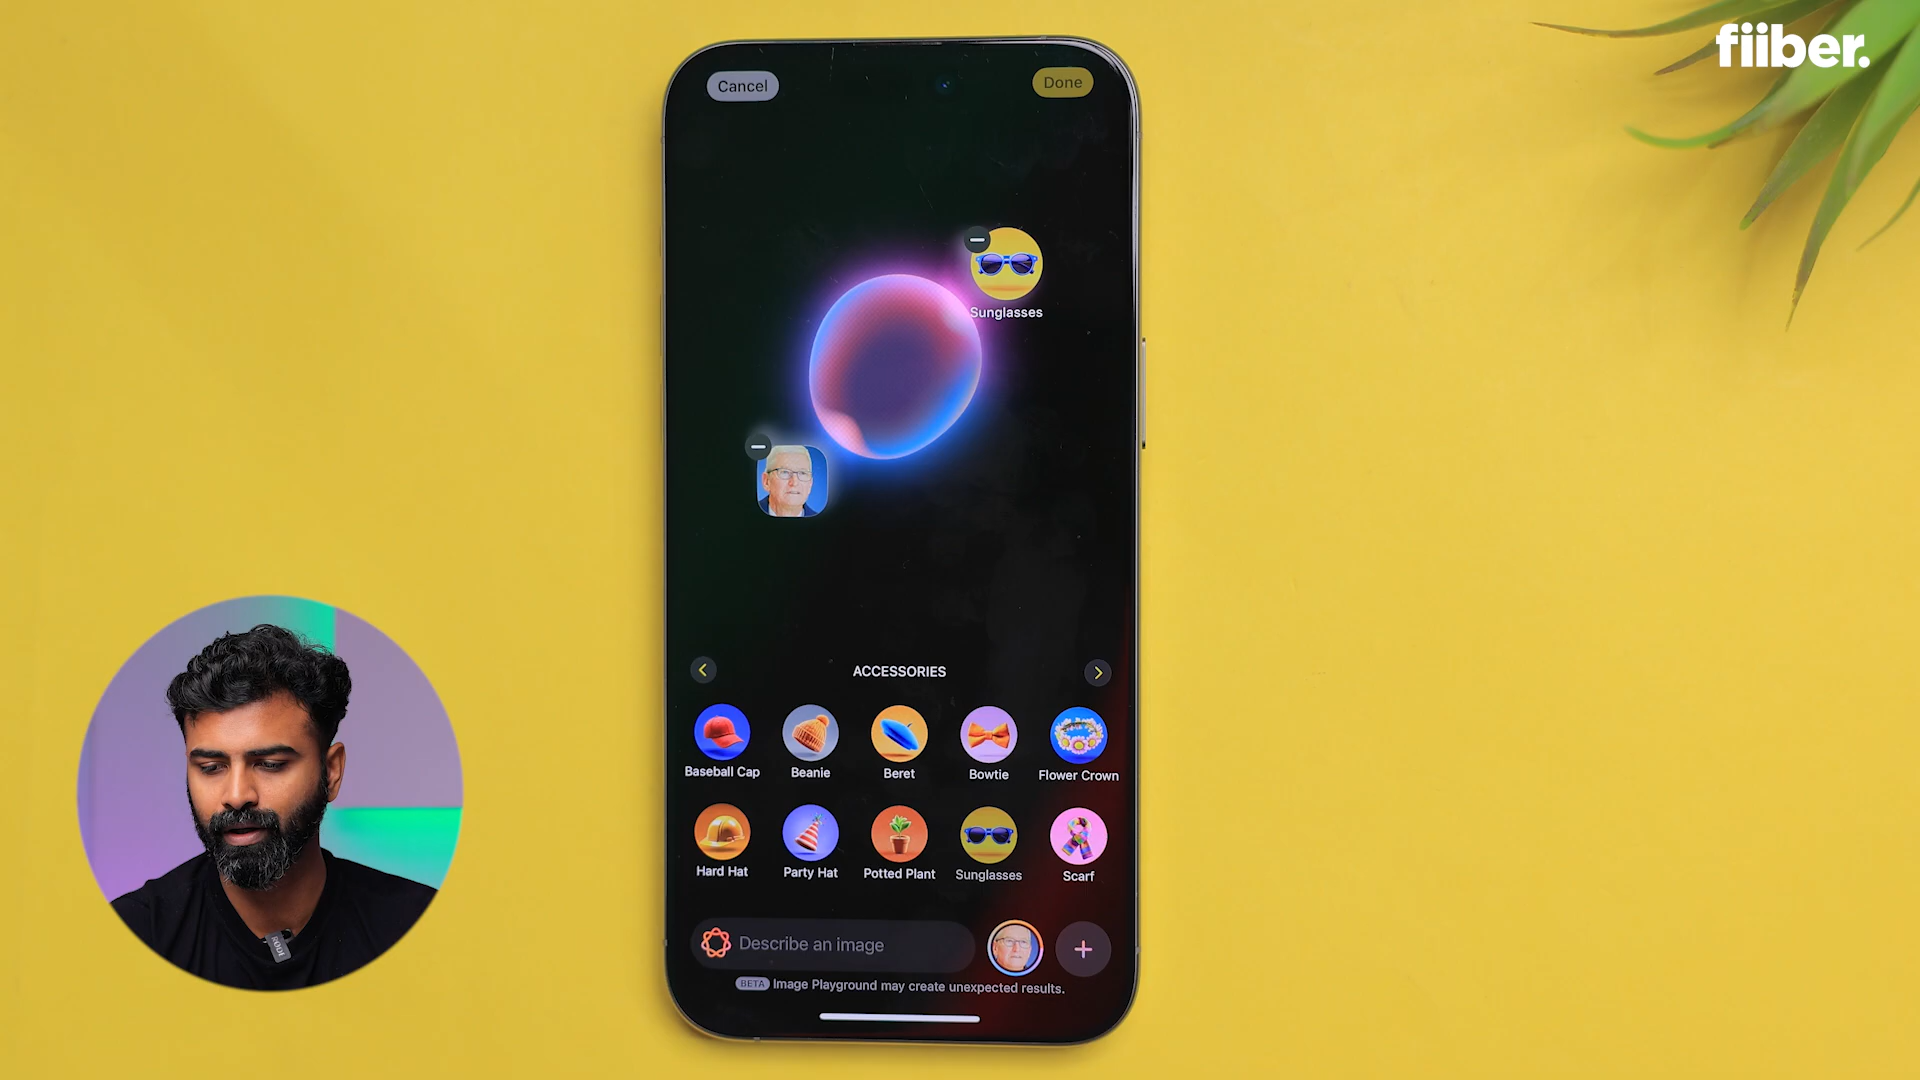 fiiber.
Cancel
Done
Sunglasses
ACCESSORIES
Baseball Cap
Beanie
Beret
Bowtie
Flower Crown
Hard Hat
Party Hat
Potted Plant
Sunglasses
Scarf
Describe an image
BETA Image Playground may create unexpected results.
RØDE